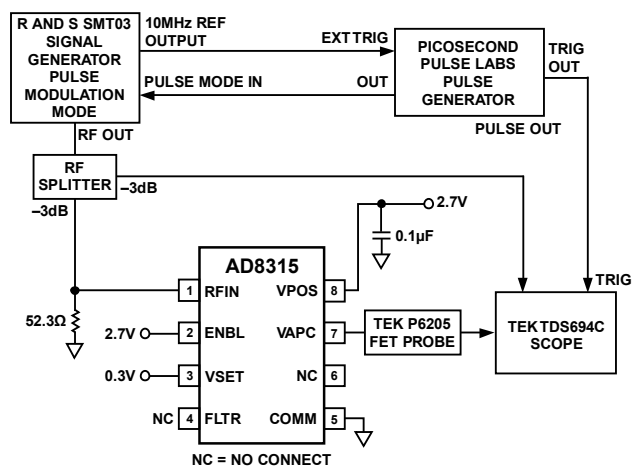 R AND S SMT03
SIGNAL
GENERATOR
PULSE
MODULATION
MODE
10MHz REF
OUTPUT
EXT TRIG
PULSE MODE IN
OUT
PICOSECOND
PULSE LABS
PULSE
GENERATOR
TRIG
OUT
RF OUT
PULSE OUT
RF
SPLITTER
–3dB
–3dB
2.7V
0.1µF
AD8315
1 RFIN
VPOS 8
52.3Ω
2.7V
2 ENBL
VAPC 7
TEK P6205
FET PROBE
TRIG
TEK TDS694C
SCOPE
0.3V
3 VSET
NC 6
NC
4 FLTR
COMM 5
NC = NO CONNECT